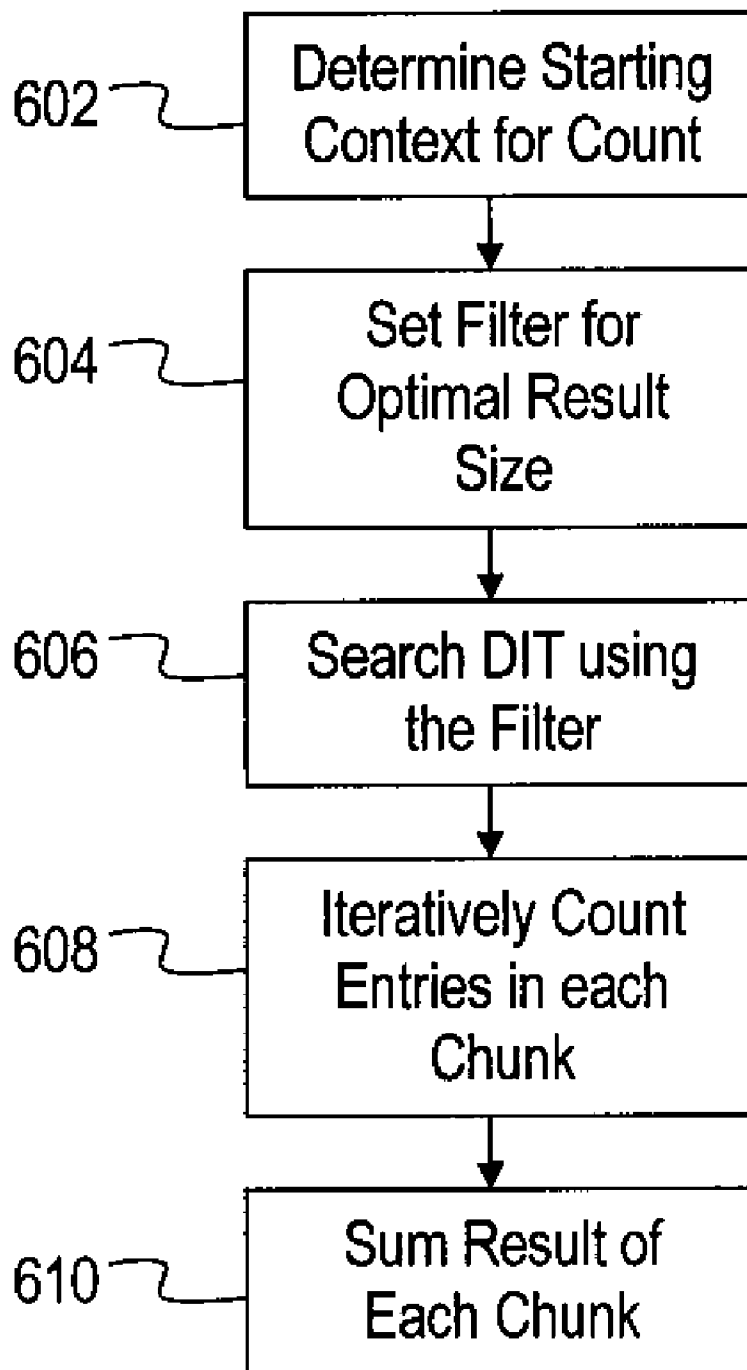 602
Determine Starting
Context for Count
604
Set Filter for
Optimal Result
Size
606
Search DIT using
the Filter
608
Iteratively Count
Entries in each
Chunk
610
Sum Result of
Each Chunk